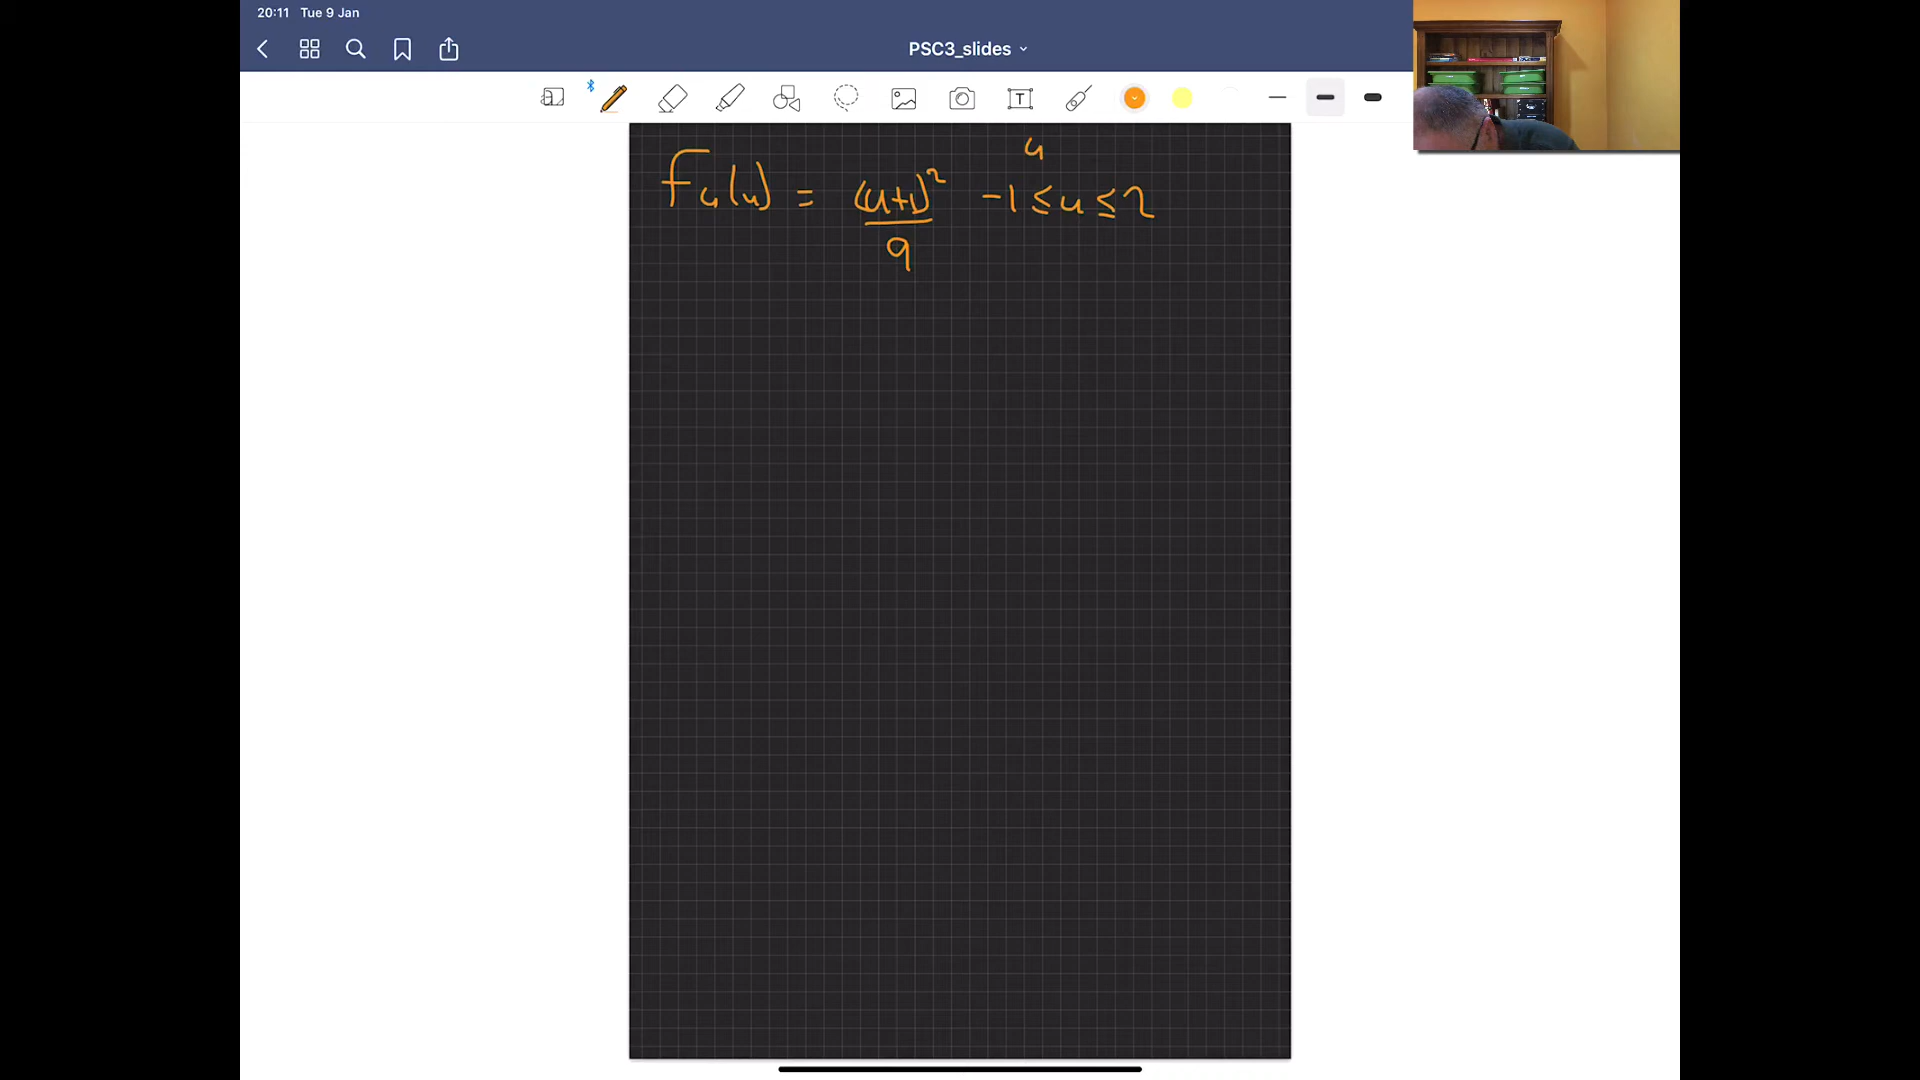 20:11 Tue 9 Jan
PSC3_slides
T
u
Fu(u) = (u+1)² / 9 -1 ≤ u ≤ 2